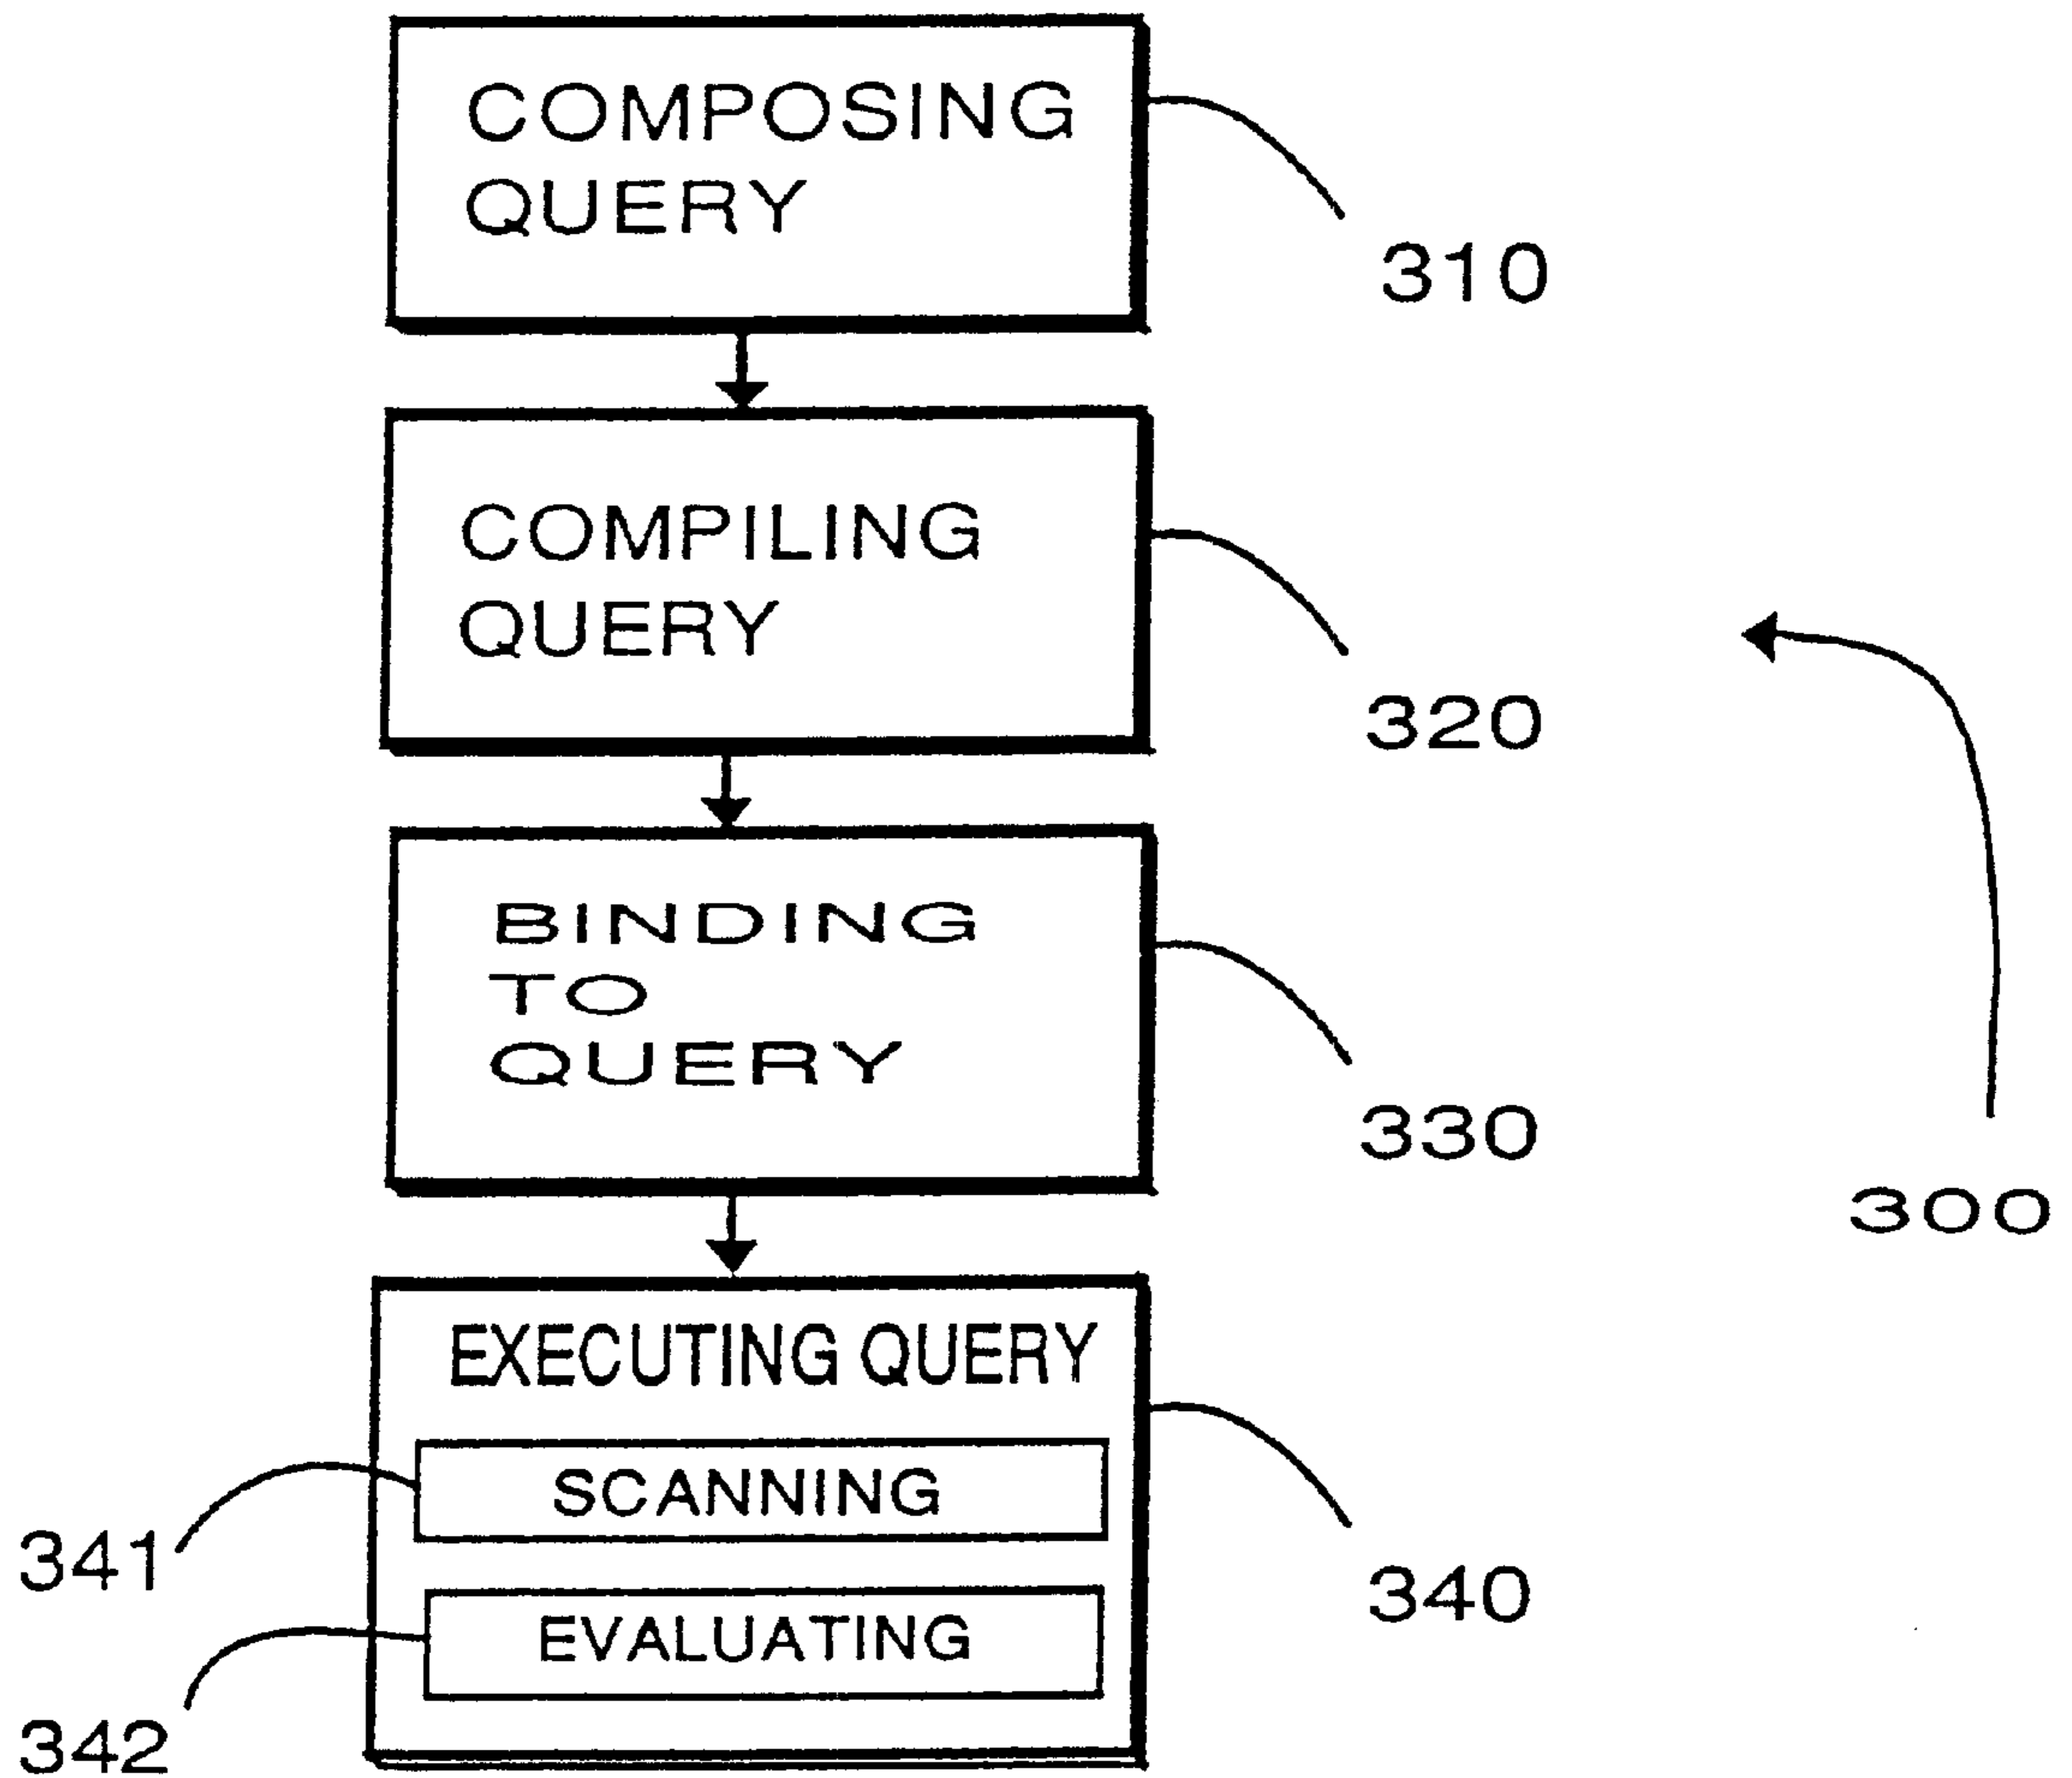 COMPOSING
QUERY
310
COMPILING
QUERY
320
BINDING
TO
QUERY
330
300
EXECUTING QUERY
SCANNING
341
340
EVALUATING
342